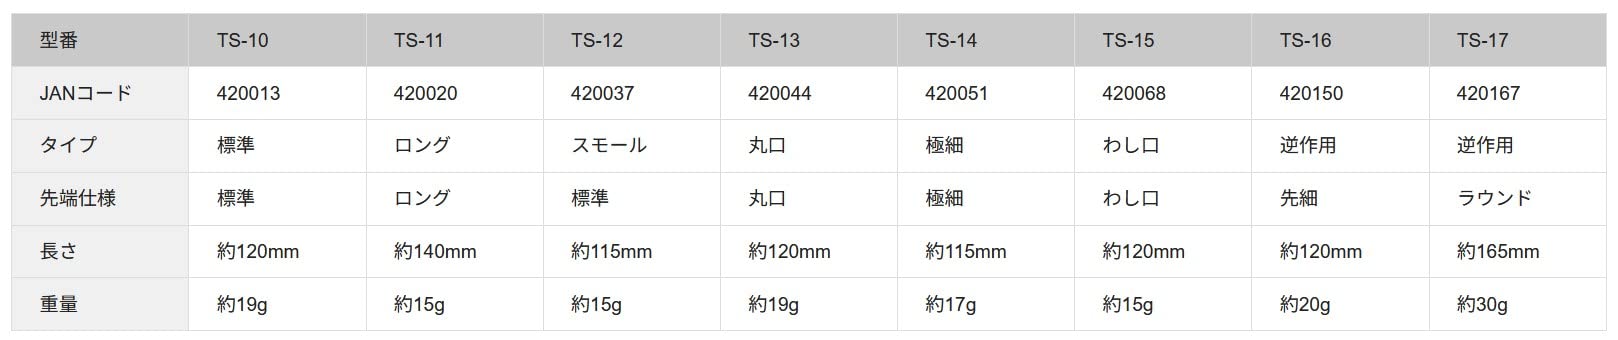 型番 TS-10 TS-11 TS-12 TS-13 TS-14 TS-15 TS-16 TS-17
JANコード 420013 420020 420037 420044 420051 420068 420150 420167
タイプ 標準 ロング スモール 丸口 極細 わし口 逆作用 逆作用
先端仕様 標準 ロング 標準 丸口 極細 わし口 先細 ラウンド
長さ 約120mm 約140mm 約115mm 約120mm 約115mm 約120mm 約120mm 約165mm
重量 約19g 約15g 約15g 約19g 約17g 約15g 約20g 約30g